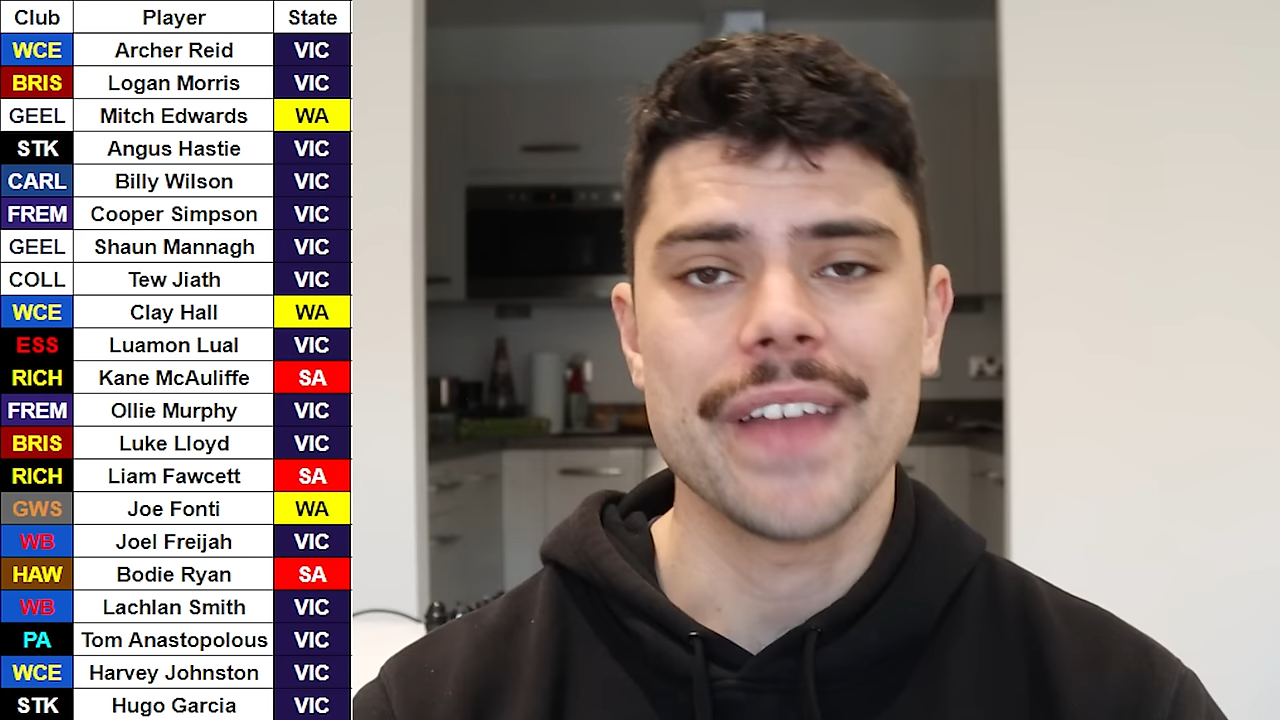 Club Player State
WCE Archer Reid VIC
BRIS Logan Morris VIC
GEEL Mitch Edwards WA
STK Angus Hastie VIC
CARL Billy Wilson VIC
FREM Cooper Simpson VIC
GEEL Shaun Mannagh VIC
COLL Tew Jiath VIC
WCE Clay Hall WA
ESS Luamon Lual VIC
RICH Kane McAuliffe SA
FREM Ollie Murphy VIC
BRIS Luke Lloyd VIC
RICH Liam Fawcett SA
GWS Joe Fonti WA
WB Joel Freijah VIC
HAW Bodie Ryan SA
WB Lachlan Smith VIC
PA Tom Anastopolous VIC
WCE Harvey Johnston VIC
STK Hugo Garcia VIC